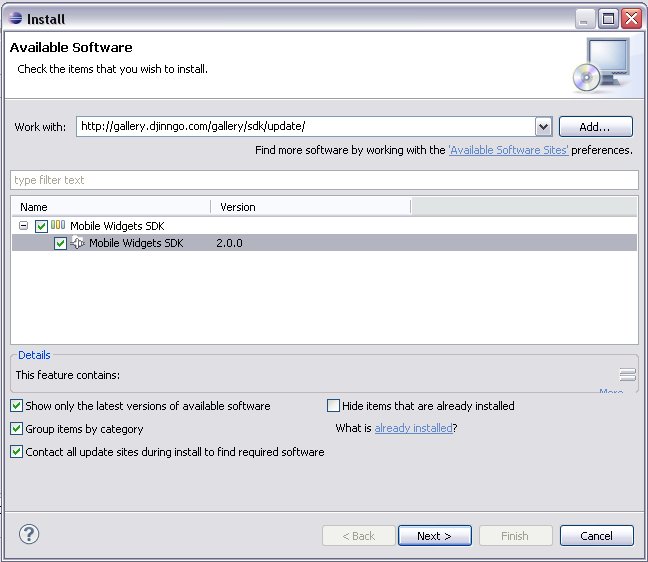 Install
Available Software
Check the items that you wish to install.
Work with: http://gallery.djinngo.com/gallery/sdk/update/ Add...
Find more software by working with the 'Available Software Sites' preferences.
type filter text
Name Version
Mobile Widgets SDK
Mobile Widgets SDK 2.0.0
Details
This feature contains:
More...
Show only the latest versions of available software Hide items that are already installed
Group items by category What is already installed?
Contact all update sites during install to find required software
? < Back Next > Finish Cancel